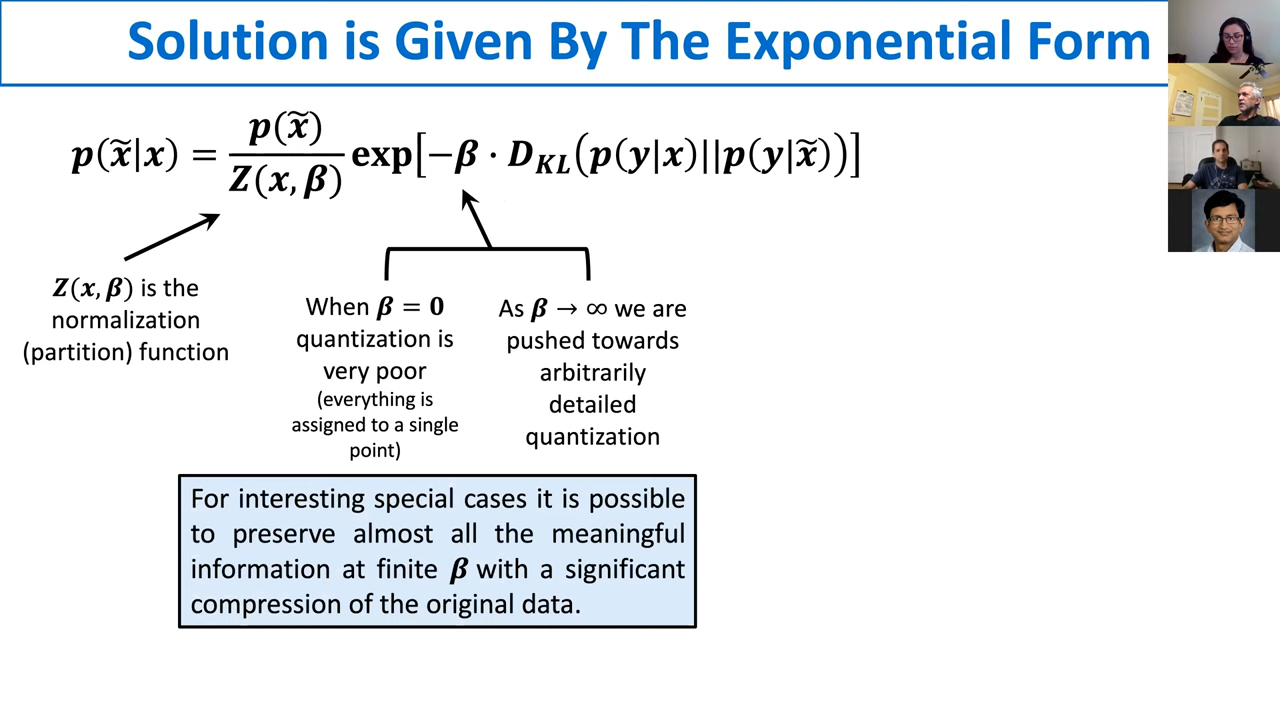 Solution is Given By The Exponential Form
p(x̃|x) = p(x̃) / Z(x, β) exp[−β · D_KL(p(y|x)||p(y|x̃))]
Z(x, β) is the
normalization
(partition) function
When β = 0
quantization is
very poor
(everything is
assigned to a single
point)
As β → ∞ we are
pushed towards
arbitrarily
detailed
quantization
For interesting special cases it is possible
to preserve almost all the meaningful
information at finite β with a significant
compression of the original data.